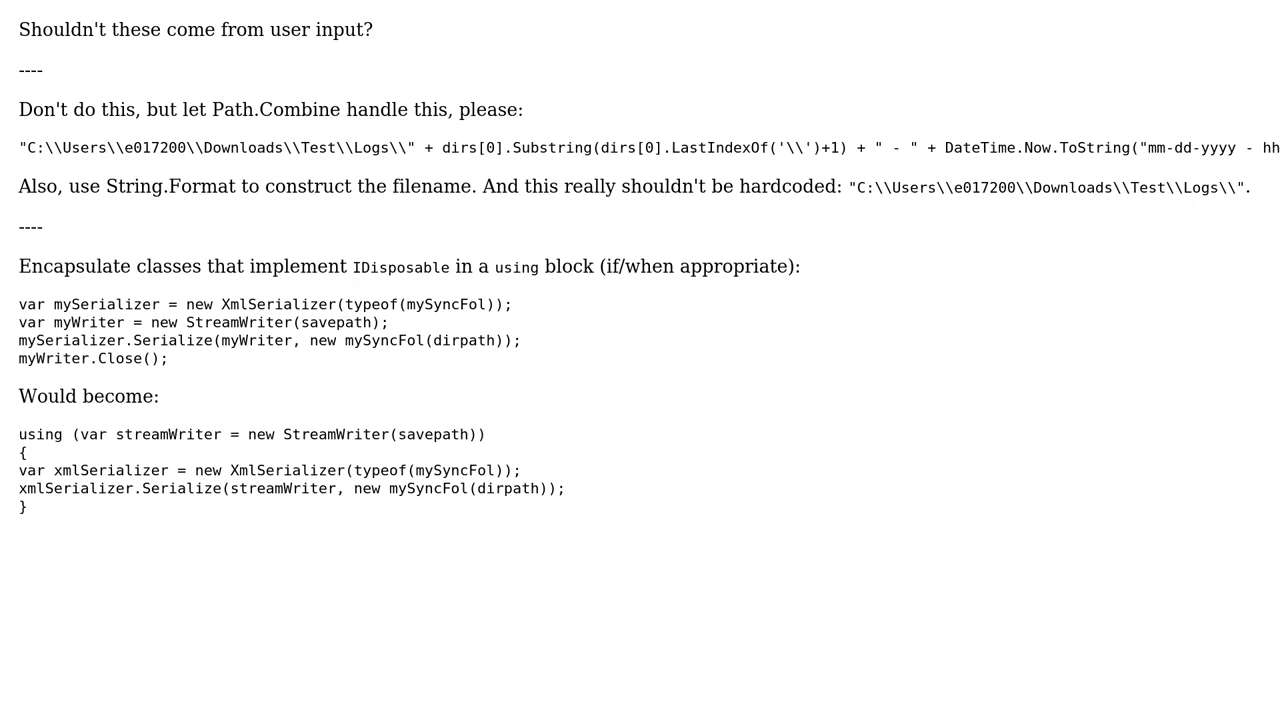 Shouldn't these come from user input?
----
Don't do this, but let Path.Combine handle this, please:
"C:\\Users\\e017200\\Downloads\\Test\\Logs\\" + dirs[0].Substring(dirs[0].LastIndexOf('\\')+1) + " - " + DateTime.Now.ToString("mm-dd-yyyy - hh
Also, use String.Format to construct the filename. And this really shouldn't be hardcoded: "C:\\Users\\e017200\\Downloads\\Test\\Logs\\".
----
Encapsulate classes that implement IDisposable in a using block (if/when appropriate):
var mySerializer = new XmlSerializer(typeof(mySyncFol));
var myWriter = new StreamWriter(savepath);
mySerializer.Serialize(myWriter, new mySyncFol(dirpath));
myWriter.Close();
Would become:
using (var streamWriter = new StreamWriter(savepath))
{
var xmlSerializer = new XmlSerializer(typeof(mySyncFol));
xmlSerializer.Serialize(streamWriter, new mySyncFol(dirpath));
}